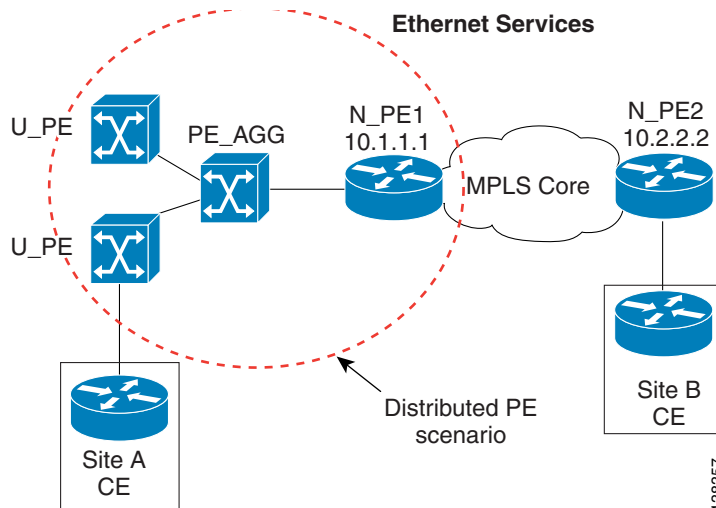 Ethernet Services
U_PE
PE_AGG
N_PE1
10.1.1.1
N_PE2
10.2.2.2
MPLS Core
U_PE
Distributed PE
scenario
Site A
CE
Site B
CE